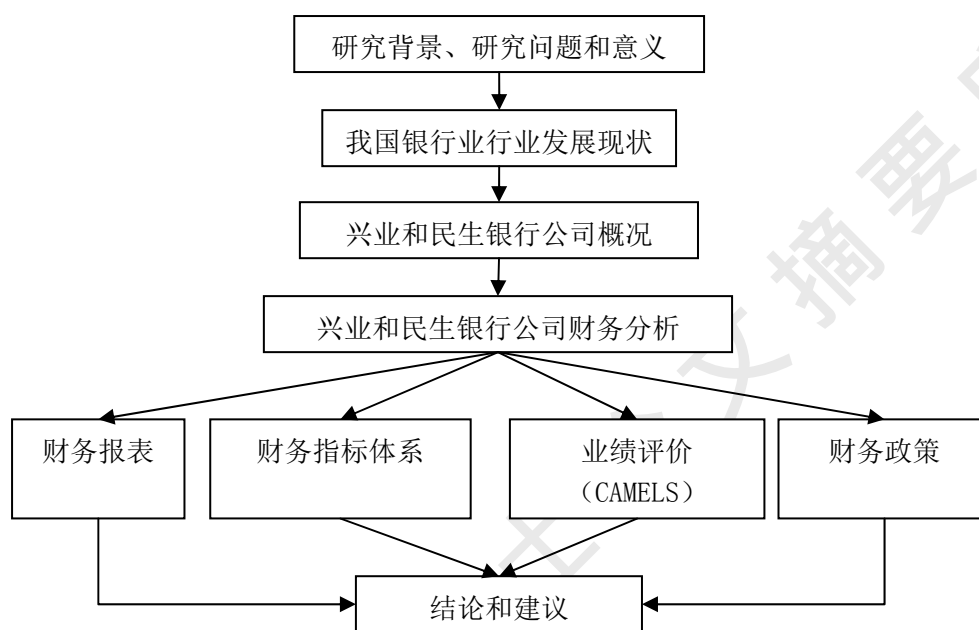 研究背景、研究问题和意义
我国银行业行业发展现状
兴业和民生银行公司概况
兴业和民生银行公司财务分析
财务报表
财务指标体系
业绩评价
（CAMELS）
财务政策
结论和建议
文摘要